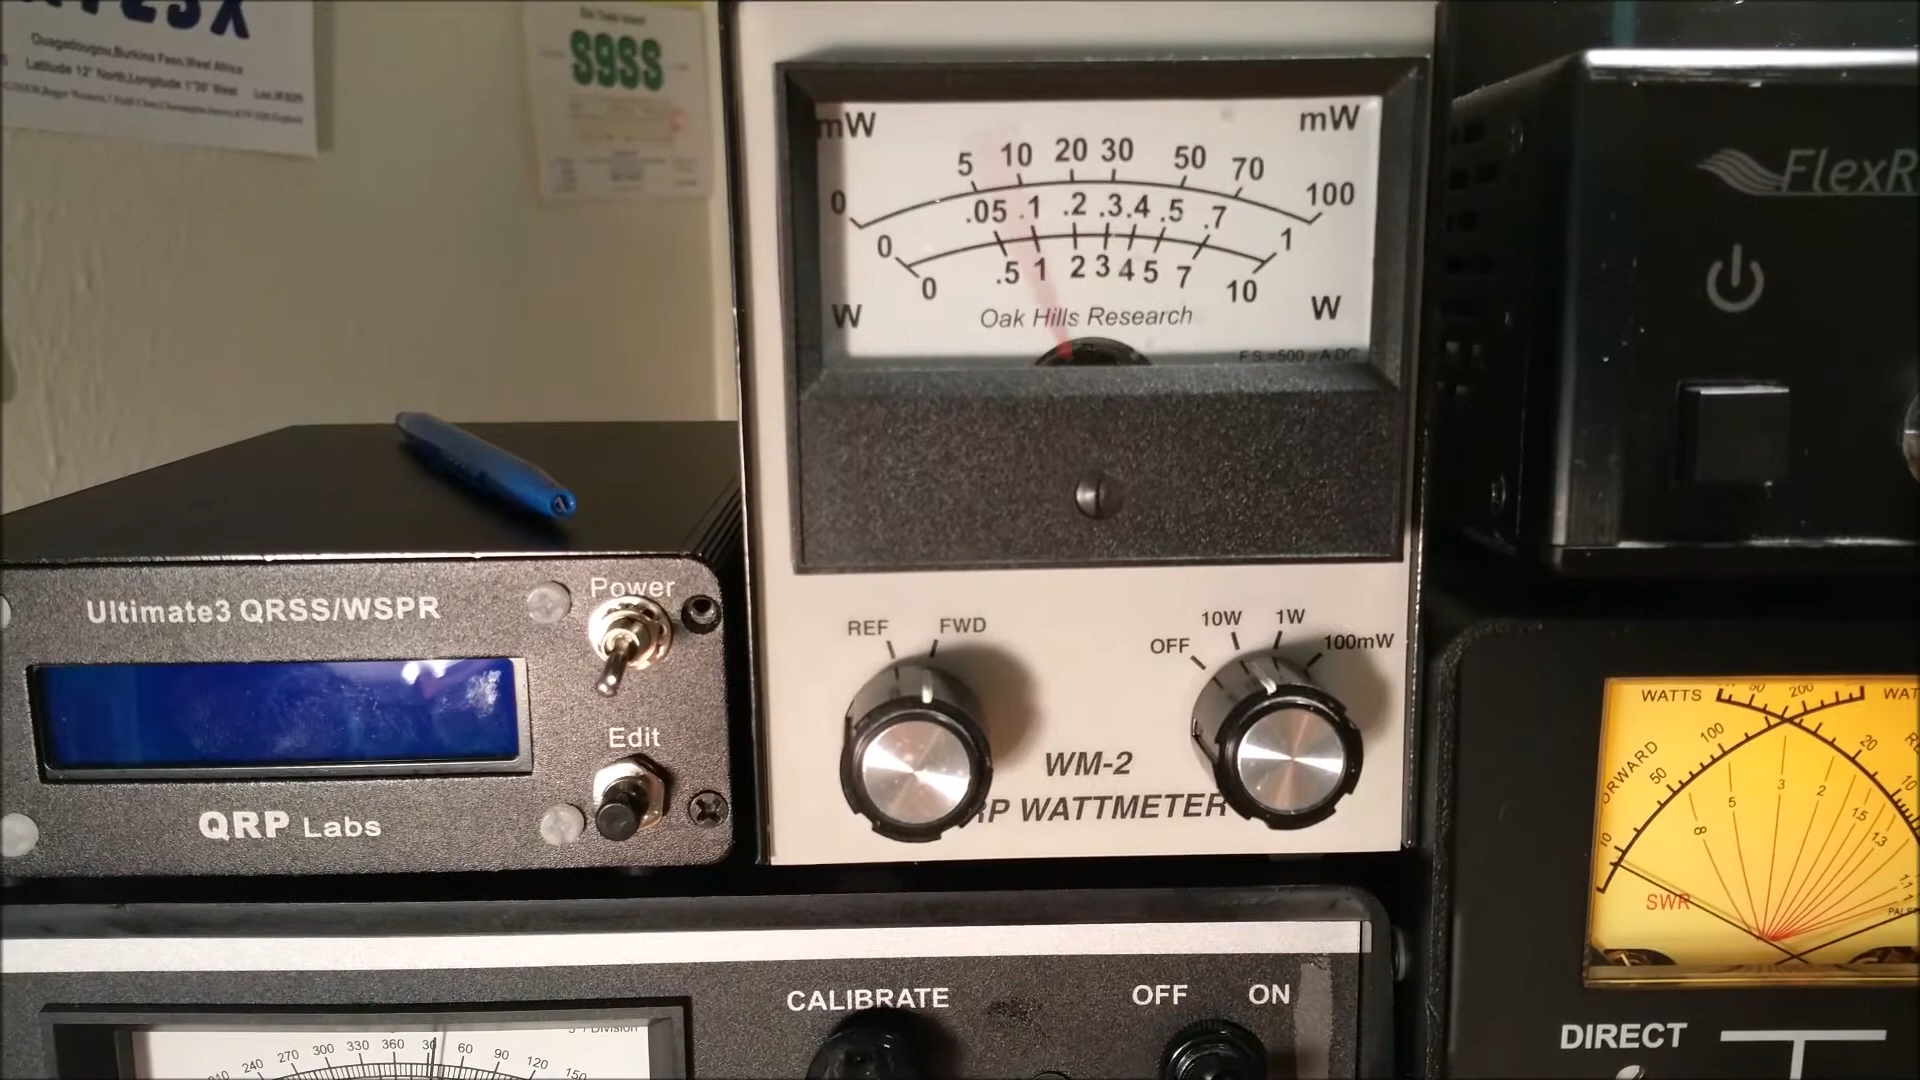 Ouagadougou,Burkina Faso,West Africa
Latitude 12° North,Longitude 1°30' West
S9SS
mW mW
5 10 20 30 50 70
0 100
.05 .1 .2 .3 .4 .5 .7
0 1
.5 1 2 3 4 5 7
0 10
W W
Oak Hills Research
F.S.=500 µA DC
FlexR
Ultimate3 QRSS/WSPR
Power
Edit
QRP Labs
REF FWD
OFF 10W 1W 100mW
WM-2
RP WATTMETER
WATTS 50 200 WAT
ORWARD
10 50 100
20 10
8 5 3 2 1.5 1.3 1.1
SWR
CALIBRATE
OFF ON
240 270 300 330 360 30 60 90 120 150
DIRECT